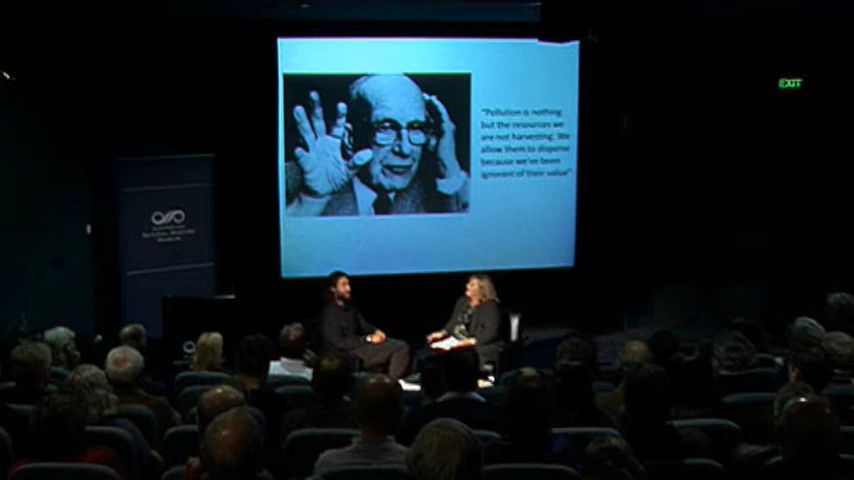 "Pollution is nothing
but the resources we
are not harvesting. We
allow them to disperse
because we've been
ignorant of their value"
EXIT